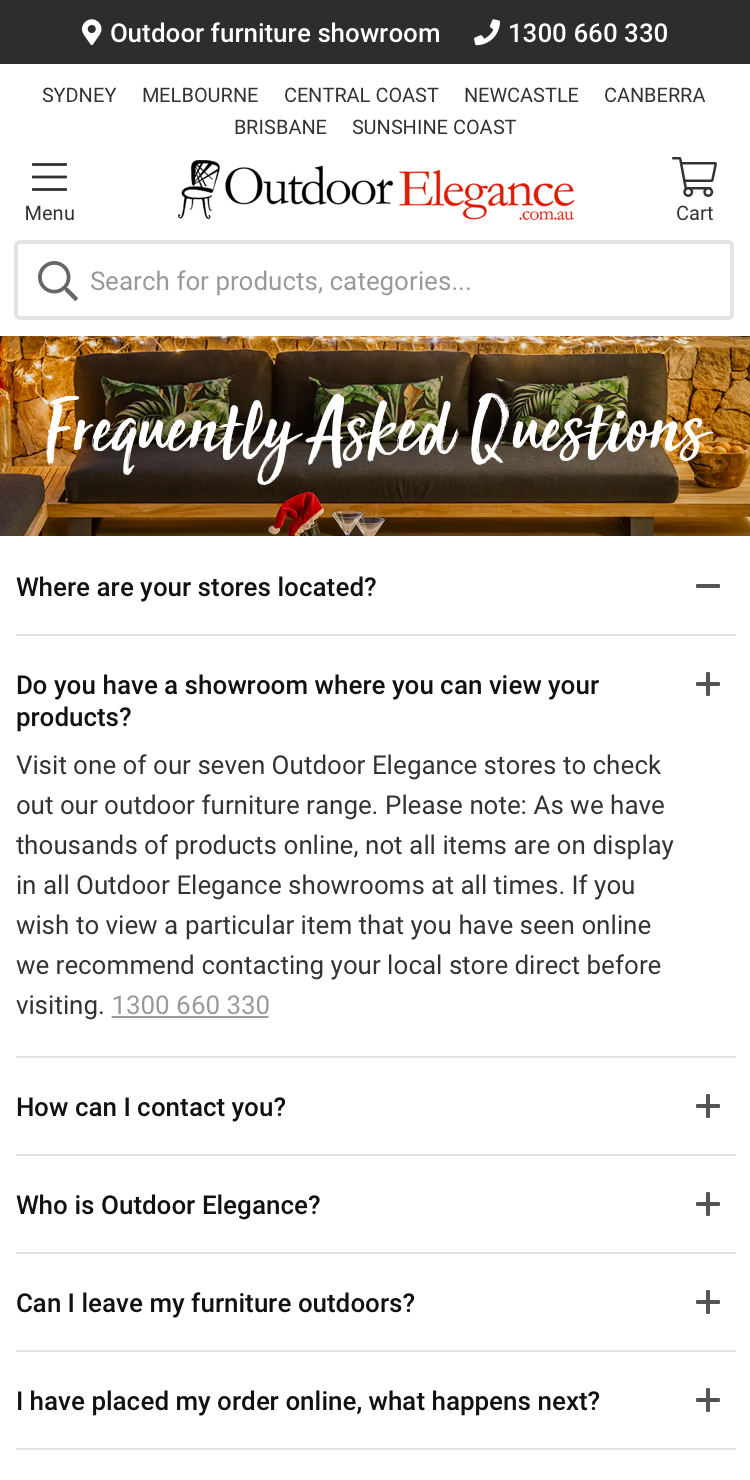 Outdoor furniture showroom 1300 660 330
SYDNEY MELBOURNE CENTRAL COAST NEWCASTLE CANBERRA
BRISBANE SUNSHINE COAST
Menu
Outdoor Elegance
.com.au
Cart
Search for products, categories...
Frequently Asked Questions
Where are your stores located?
Do you have a showroom where you can view your
products?
Visit one of our seven Outdoor Elegance stores to check
out our outdoor furniture range. Please note: As we have
thousands of products online, not all items are on display
in all Outdoor Elegance showrooms at all times. If you
wish to view a particular item that you have seen online
we recommend contacting your local store direct before
visiting. 1300 660 330
How can I contact you?
Who is Outdoor Elegance?
Can I leave my furniture outdoors?
I have placed my order online, what happens next?